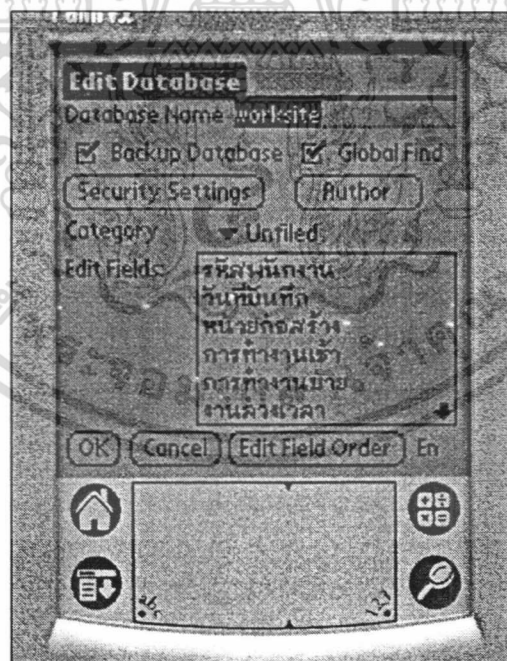 Edit Database
Database Name worksite
Backup Database Global Find
Security Settings Author
Category Unfiled
Edit Fields: รหัสพนักงาน
วันที่บันทึก
หน่วยก่อสร้าง
การทำงานเช้า
การทำงานบ่าย
งานล่วงเวลา
OK Cancel Edit Field Order En
abc 123